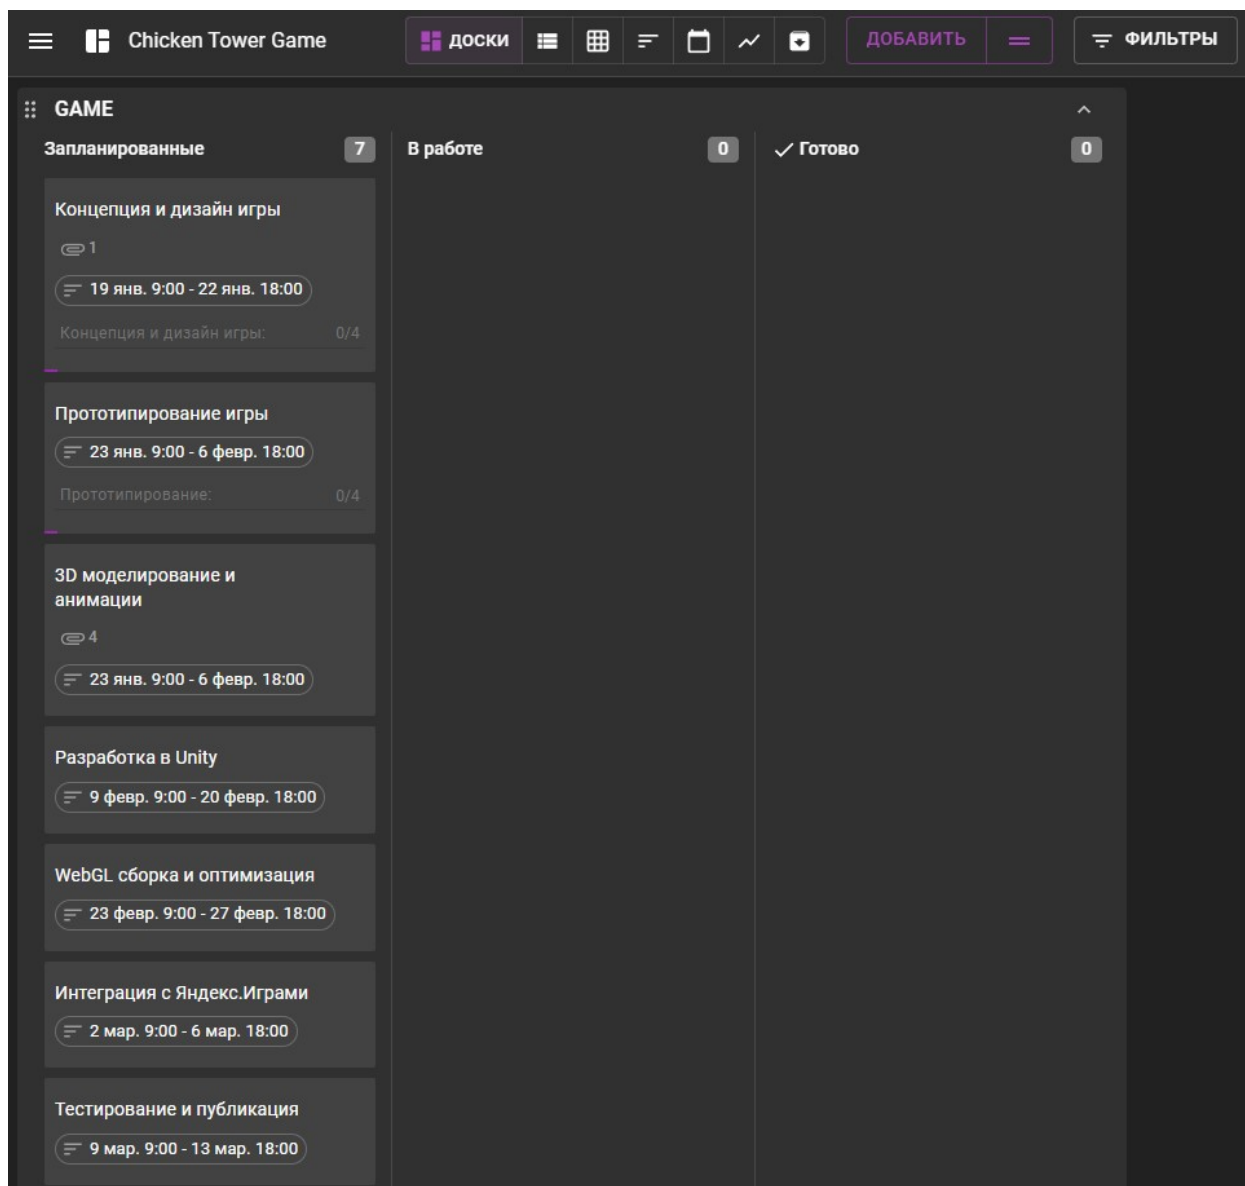 Chicken Tower Game
ДОСКИ
ДОБАВИТЬ
ФИЛЬТРЫ
GAME
Запланированные 7
В работе 0
Готово 0
Концепция и дизайн игры
1
19 янв. 9:00 - 22 янв. 18:00
Концепция и дизайн игры: 0/4
Прототипирование игры
23 янв. 9:00 - 6 февр. 18:00
Прототипирование: 0/4
3D моделирование и
анимации
4
23 янв. 9:00 - 6 февр. 18:00
Разработка в Unity
9 февр. 9:00 - 20 февр. 18:00
WebGL сборка и оптимизация
23 февр. 9:00 - 27 февр. 18:00
Интеграция с Яндекс.Играми
2 мар. 9:00 - 6 мар. 18:00
Тестирование и публикация
9 мар. 9:00 - 13 мар. 18:00